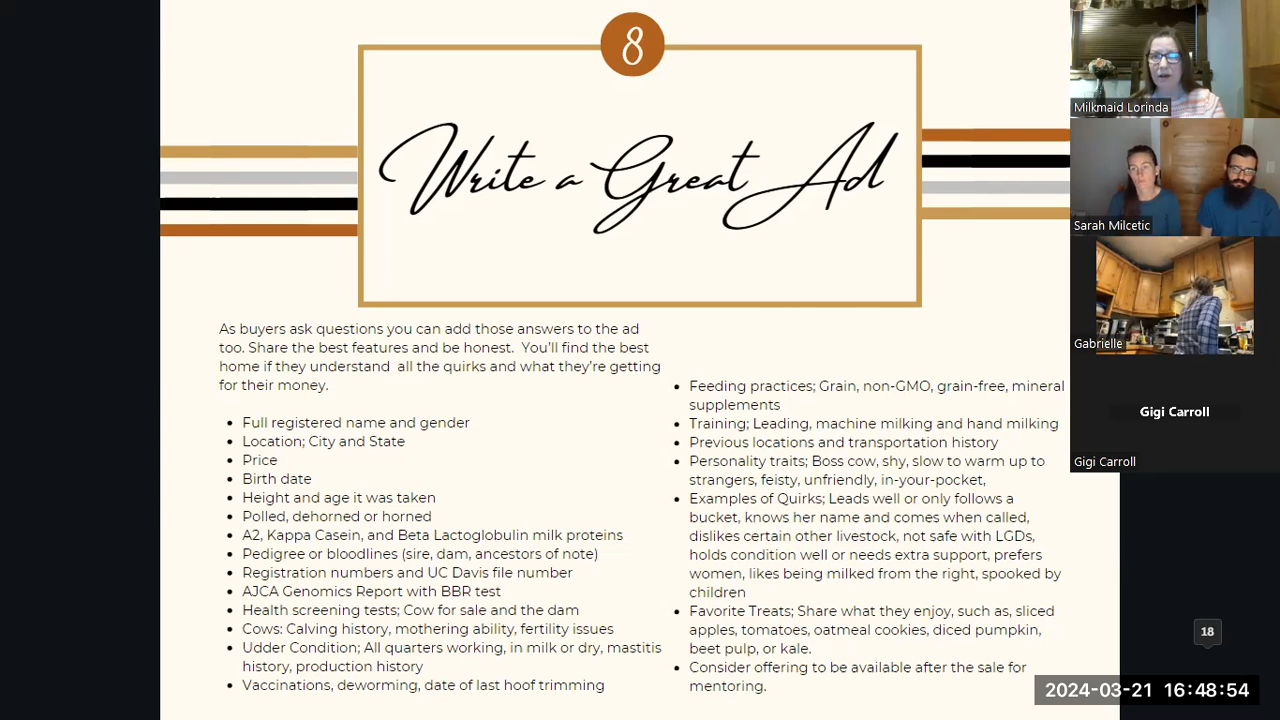 8
Write a Great Ad
As buyers ask questions you can add those answers to the ad
too. Share the best features and be honest.  You'll find the best
home if they understand  all the quirks and what they're getting
for their money.
• Full registered name and gender
• Location; City and State
• Price
• Birth date
• Height and age it was taken
• Polled, dehorned or horned
• A2, Kappa Casein, and Beta Lactoglobulin milk proteins
• Pedigree or bloodlines (sire, dam, ancestors of note)
• Registration numbers and UC Davis file number
• AJCA Genomics Report with BBR test
• Health screening tests; Cow for sale and the dam
• Cows: Calving history, mothering ability, fertility issues
• Udder Condition; All quarters working, in milk or dry, mastitis
history, production history
• Vaccinations, deworming, date of last hoof trimming
• Feeding practices; Grain, non-GMO, grain-free, mineral
supplements
• Training; Leading, machine milking and hand milking
• Previous locations and transportation history
• Personality traits; Boss cow, shy, slow to warm up to
strangers, feisty, unfriendly, in-your-pocket,
• Examples of Quirks; Leads well or only follows a
bucket, knows her name and comes when called,
dislikes certain other livestock, not safe with LGDs,
holds condition well or needs extra support, prefers
women, likes being milked from the right, spooked by
children
• Favorite Treats; Share what they enjoy, such as, sliced
apples, tomatoes, oatmeal cookies, diced pumpkin,
beet pulp, or kale.
• Consider offering to be available after the sale for
mentoring.
Milkmaid Lorinda
Sarah Milcetic
Gabrielle
Gigi Carroll
Gigi Carroll
18
2024-03-21 16:48:54